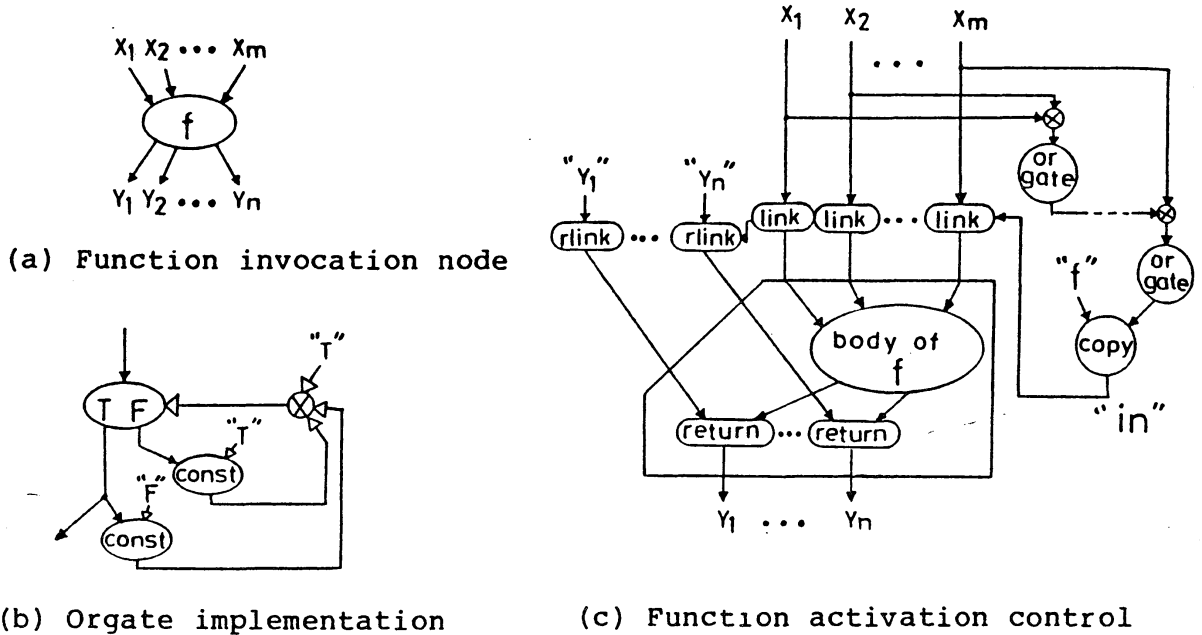 X1 X2 ••• Xm
f
Y1 Y2 ••• Yn
(a) Function invocation node
"T"
T F
"T"
const
"F"
const
(b) Orgate implementation
X1 X2 ••• Xm
or gate
"Y1" "Yn"
link link ••• link
rlink ••• rlink
"f"
or gate
body of f
copy
"in"
return ••• return
Y1 ••• Yn
(c) Function activation control